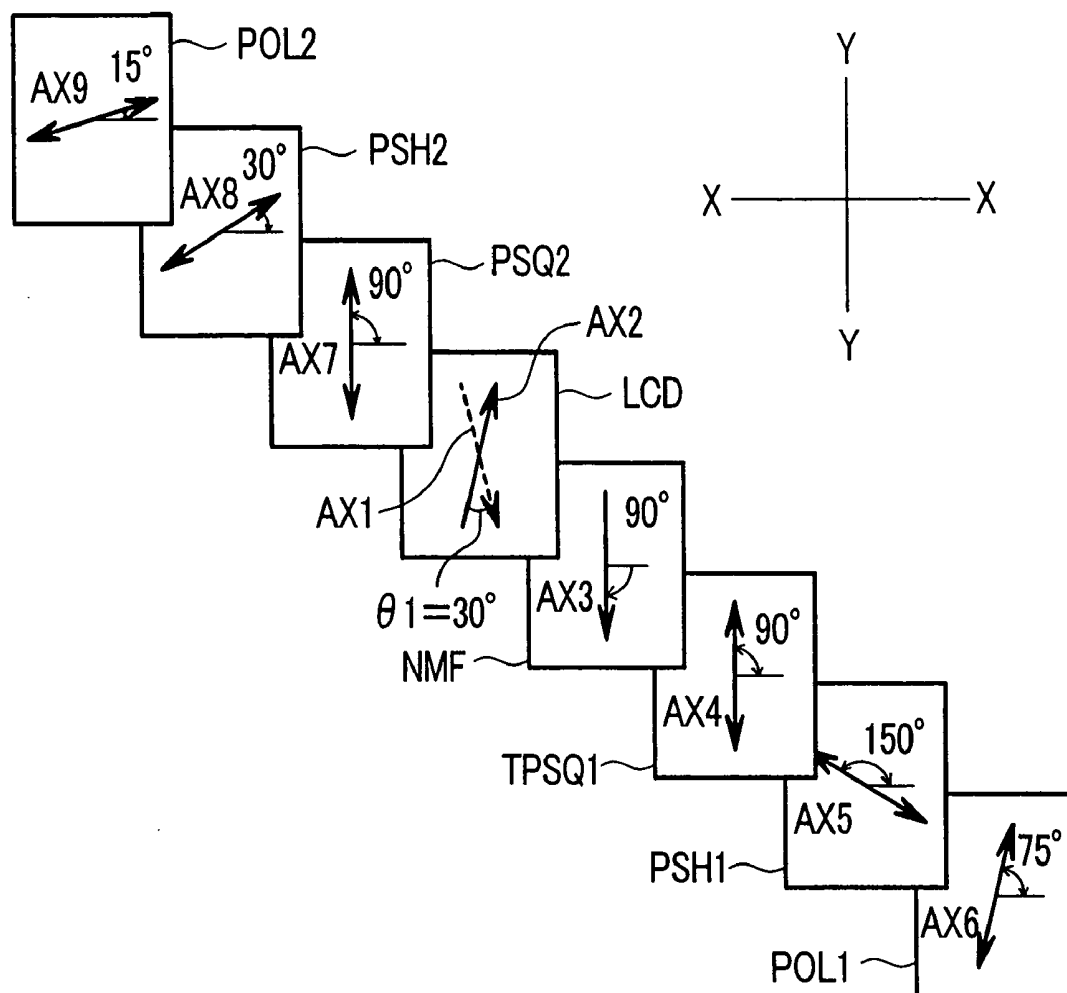 POL2
15°
AX9
PSH2
30°
AX8
Y
X X
Y
PSQ2
90°
AX7
AX2
LCD
AX1
θ1=30°
90°
AX3
NMF
90°
AX4
TPSQ1
150°
AX5
PSH1
75°
AX6
POL1